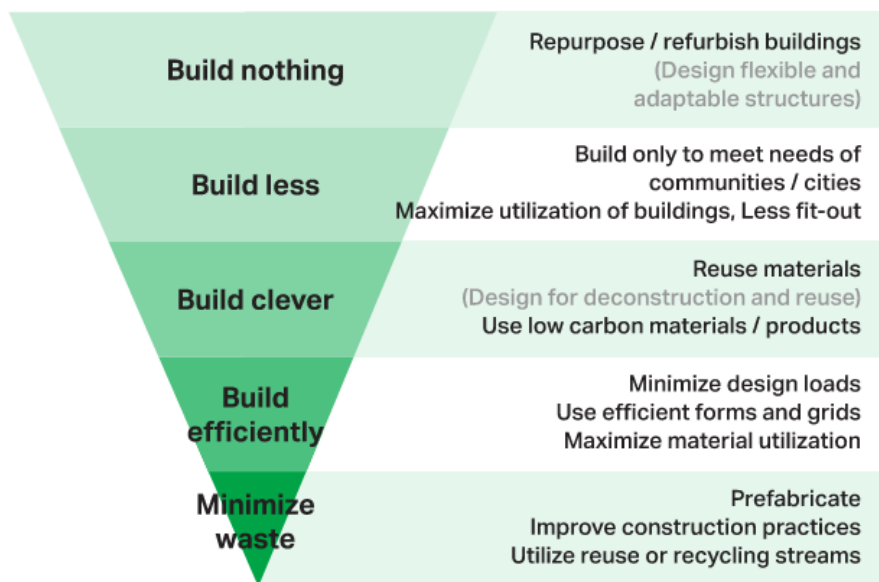 Build nothing
Repurpose / refurbish buildings
(Design flexible and
adaptable structures)
Build less
Build only to meet needs of
communities / cities
Maximize utilization of buildings, Less fit-out
Build clever
Reuse materials
(Design for deconstruction and reuse)
Use low carbon materials / products
Build
efficiently
Minimize design loads
Use efficient forms and grids
Maximize material utilization
Minimize
waste
Prefabricate
Improve construction practices
Utilize reuse or recycling streams